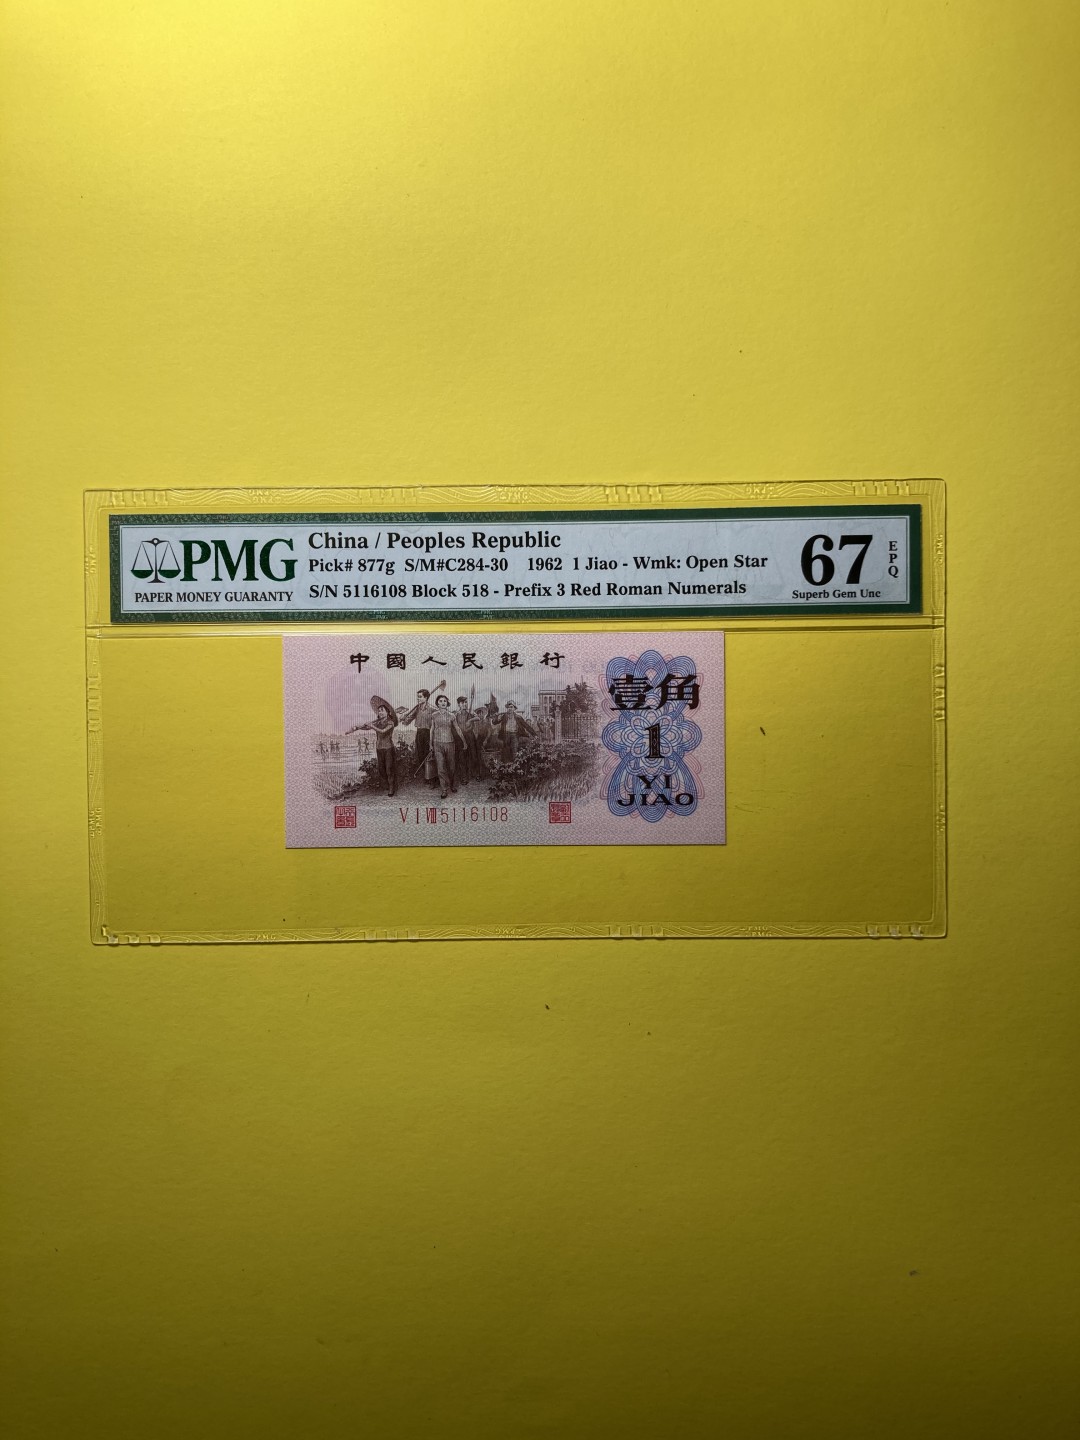 PMG
PAPER MONEY GUARANTY
China / Peoples Republic
Pick# 877g S/M#C284-30 1962 1 Jiao - Wmk: Open Star
S/N 5116108 Block 518 - Prefix 3 Red Roman Numerals
67
EPQ
Superb Gem Unc
中國人民銀行
壹角
1
YI
JIAO
V I VIII 5116108